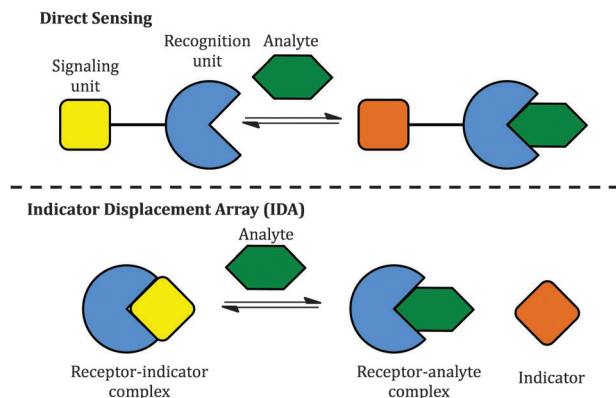 Direct Sensing
Signaling
unit
Recognition
unit
Analyte
Indicator Displacement Array (IDA)
Analyte
Receptor-indicator
complex
Receptor-analyte
complex
Indicator